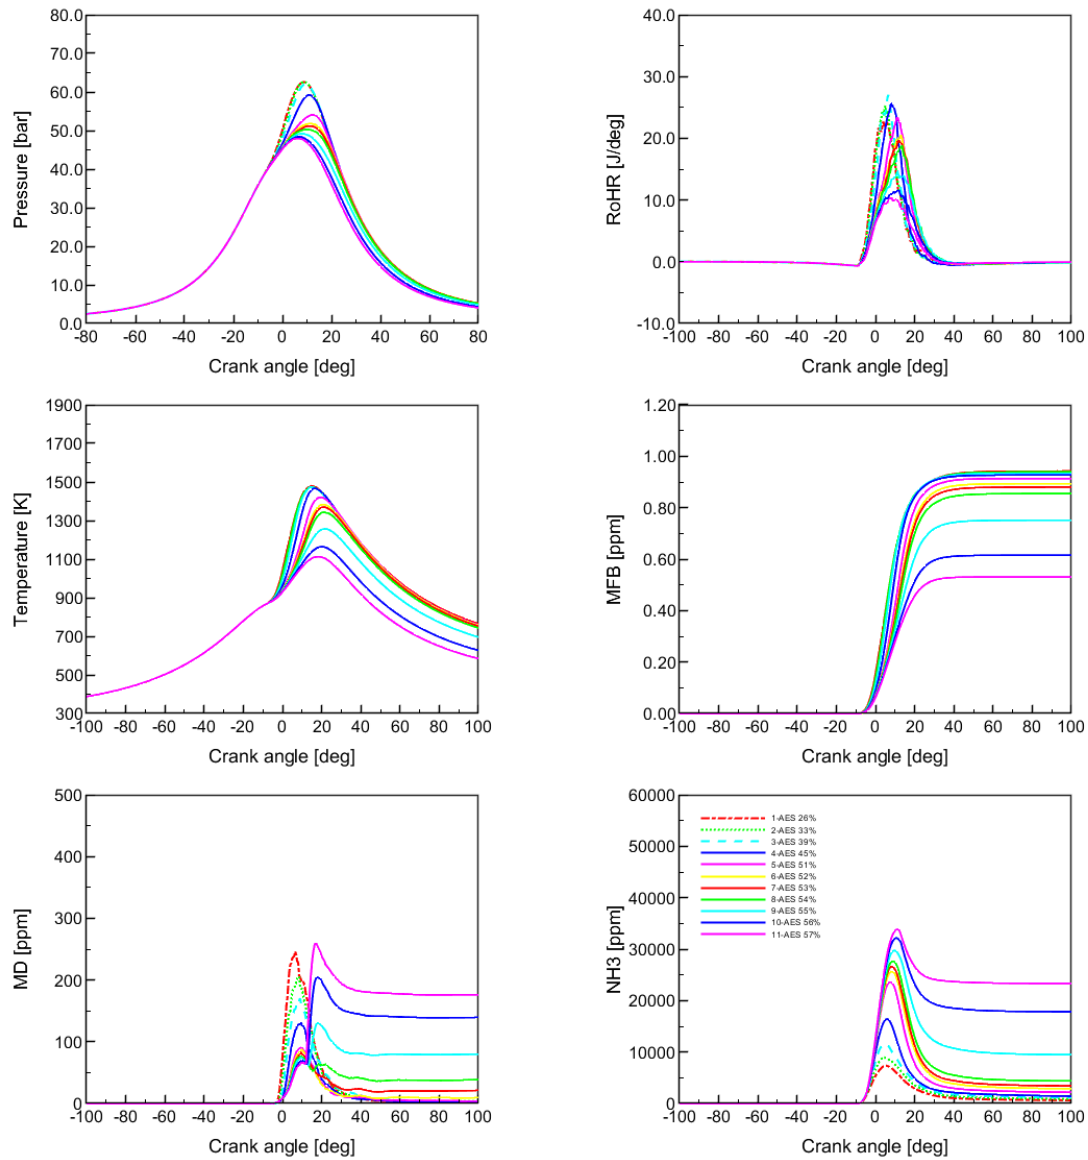 80.0
70.0
60.0
50.0
40.0
30.0
20.0
10.0
0.0
Pressure [bar]
-80 -60 -40 -20 0 20 40 60 80
Crank angle [deg]
40.0
30.0
20.0
10.0
0.0
-10.0
RoHR [J/deg]
-100 -80 -60 -40 -20 0 20 40 60 80 100
Crank angle [deg]
1900
1700
1500
1300
1100
900
700
500
300
Temperature [K]
-100 -80 -60 -40 -20 0 20 40 60 80 100
Crank angle [deg]
1.20
1.00
0.80
0.60
0.40
0.20
0.00
MFB [ppm]
-100 -80 -60 -40 -20 0 20 40 60 80 100
Crank angle [deg]
500
400
300
200
100
0
MD [ppm]
-100 -80 -60 -40 -20 0 20 40 60 80 100
Crank angle [deg]
60000
50000
40000
30000
20000
10000
0
NH3 [ppm]
1-AES 26%
2-AES 33%
3-AES 39%
4-AES 45%
5-AES 51%
6-AES 52%
7-AES 53%
8-AES 54%
9-AES 55%
10-AES 56%
11-AES 57%
-100 -80 -60 -40 -20 0 20 40 60 80 100
Crank angle [deg]